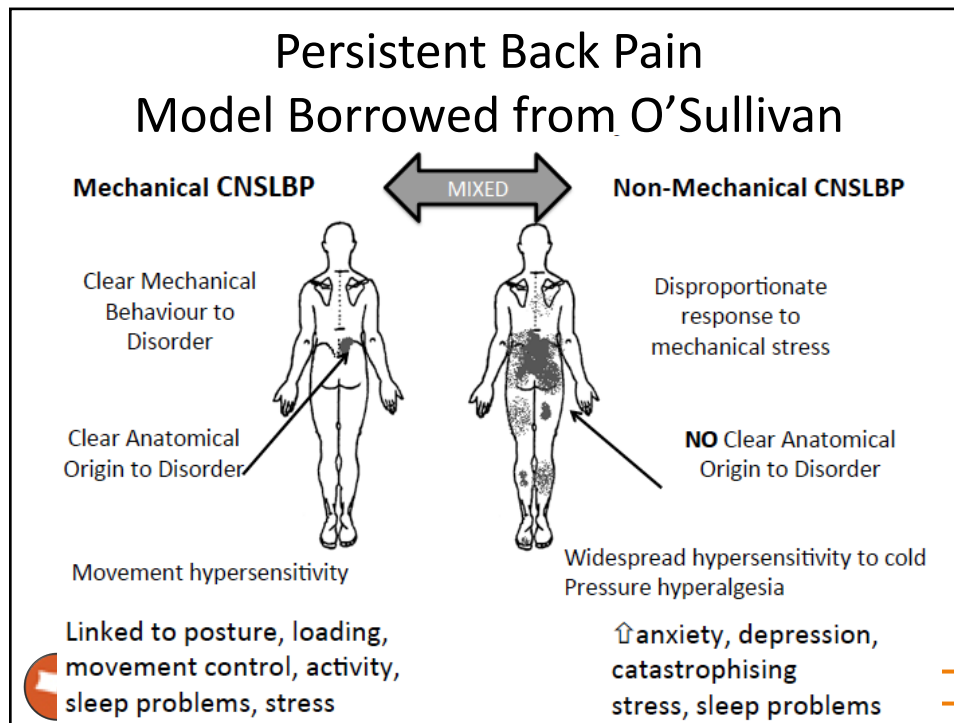 Persistent Back Pain
Model Borrowed from O’Sullivan
Mechanical CNSLBP
MIXED
Non-Mechanical CNSLBP
Clear Mechanical
Behaviour to
Disorder
Disproportionate
response to
mechanical stress
Clear Anatomical
Origin to Disorder
NO Clear Anatomical
Origin to Disorder
Movement hypersensitivity
Widespread hypersensitivity to cold
Pressure hyperalgesia
Linked to posture, loading,
movement control, activity,
sleep problems, stress
⇧anxiety, depression,
catastrophising
stress, sleep problems